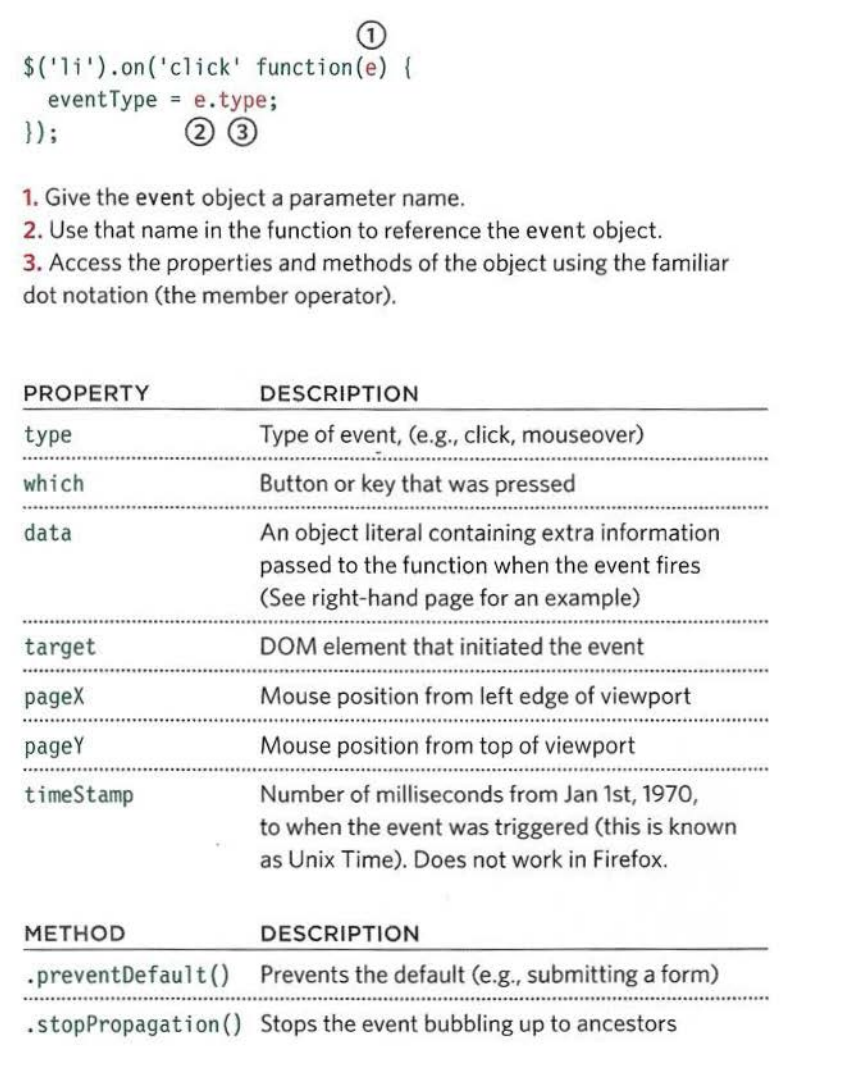 ①
$('li').on('click' function(e) {
eventType = e.type;
}); ② ③
1. Give the event object a parameter name.
2. Use that name in the function to reference the event object.
3. Access the properties and methods of the object using the familiar
dot notation (the member operator).
PROPERTY DESCRIPTION
type Type of event, (e.g., click, mouseover)
which Button or key that was pressed
data An object literal containing extra information
passed to the function when the event fires
(See right-hand page for an example)
target DOM element that initiated the event
pageX Mouse position from left edge of viewport
pageY Mouse position from top of viewport
timeStamp Number of milliseconds from Jan 1st, 1970,
to when the event was triggered (this is known
as Unix Time). Does not work in Firefox.
METHOD DESCRIPTION
.preventDefault() Prevents the default (e.g., submitting a form)
.stopPropagation() Stops the event bubbling up to ancestors